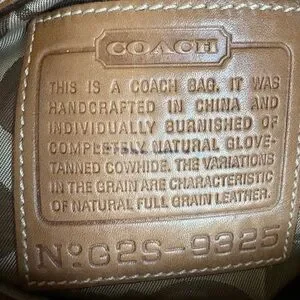 COACH
THIS IS A COACH BAG. IT WAS
HANDCRAFTED IN CHINA AND
INDIVIDUALLY BURNISHED OF
COMPLETELY NATURAL GLOVE-
TANNED COWHIDE. THE VARIATIONS
IN THE GRAIN ARE CHARACTERISTIC
OF NATURAL FULL GRAIN LEATHER.
Nº G2S-9325